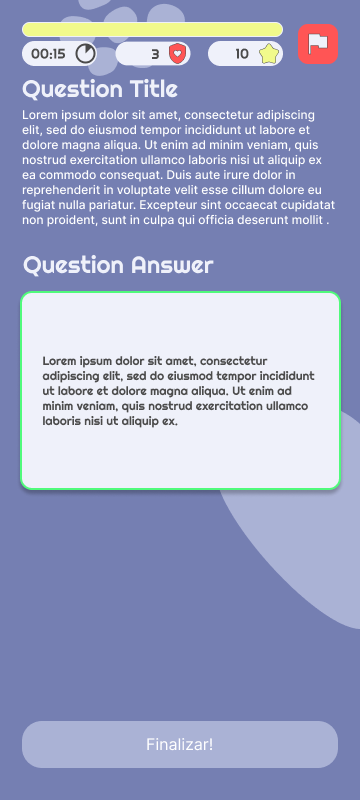 00:15
3
10
Question Title
Lorem ipsum dolor sit amet, consectetur adipiscing
elit, sed do eiusmod tempor incididunt ut labore et
dolore magna aliqua. Ut enim ad minim veniam, quis
nostrud exercitation ullamco laboris nisi ut aliquip ex
ea commodo consequat. Duis aute irure dolor in
reprehenderit in voluptate velit esse cillum dolore eu
fugiat nulla pariatur. Excepteur sint occaecat cupidatat
non proident, sunt in culpa qui officia deserunt mollit .
Question Answer
Lorem ipsum dolor sit amet, consectetur
adipiscing elit, sed do eiusmod tempor incididunt
ut labore et dolore magna aliqua. Ut enim ad
minim veniam, quis nostrud exercitation ullamco
laboris nisi ut aliquip ex.
Finalizar!